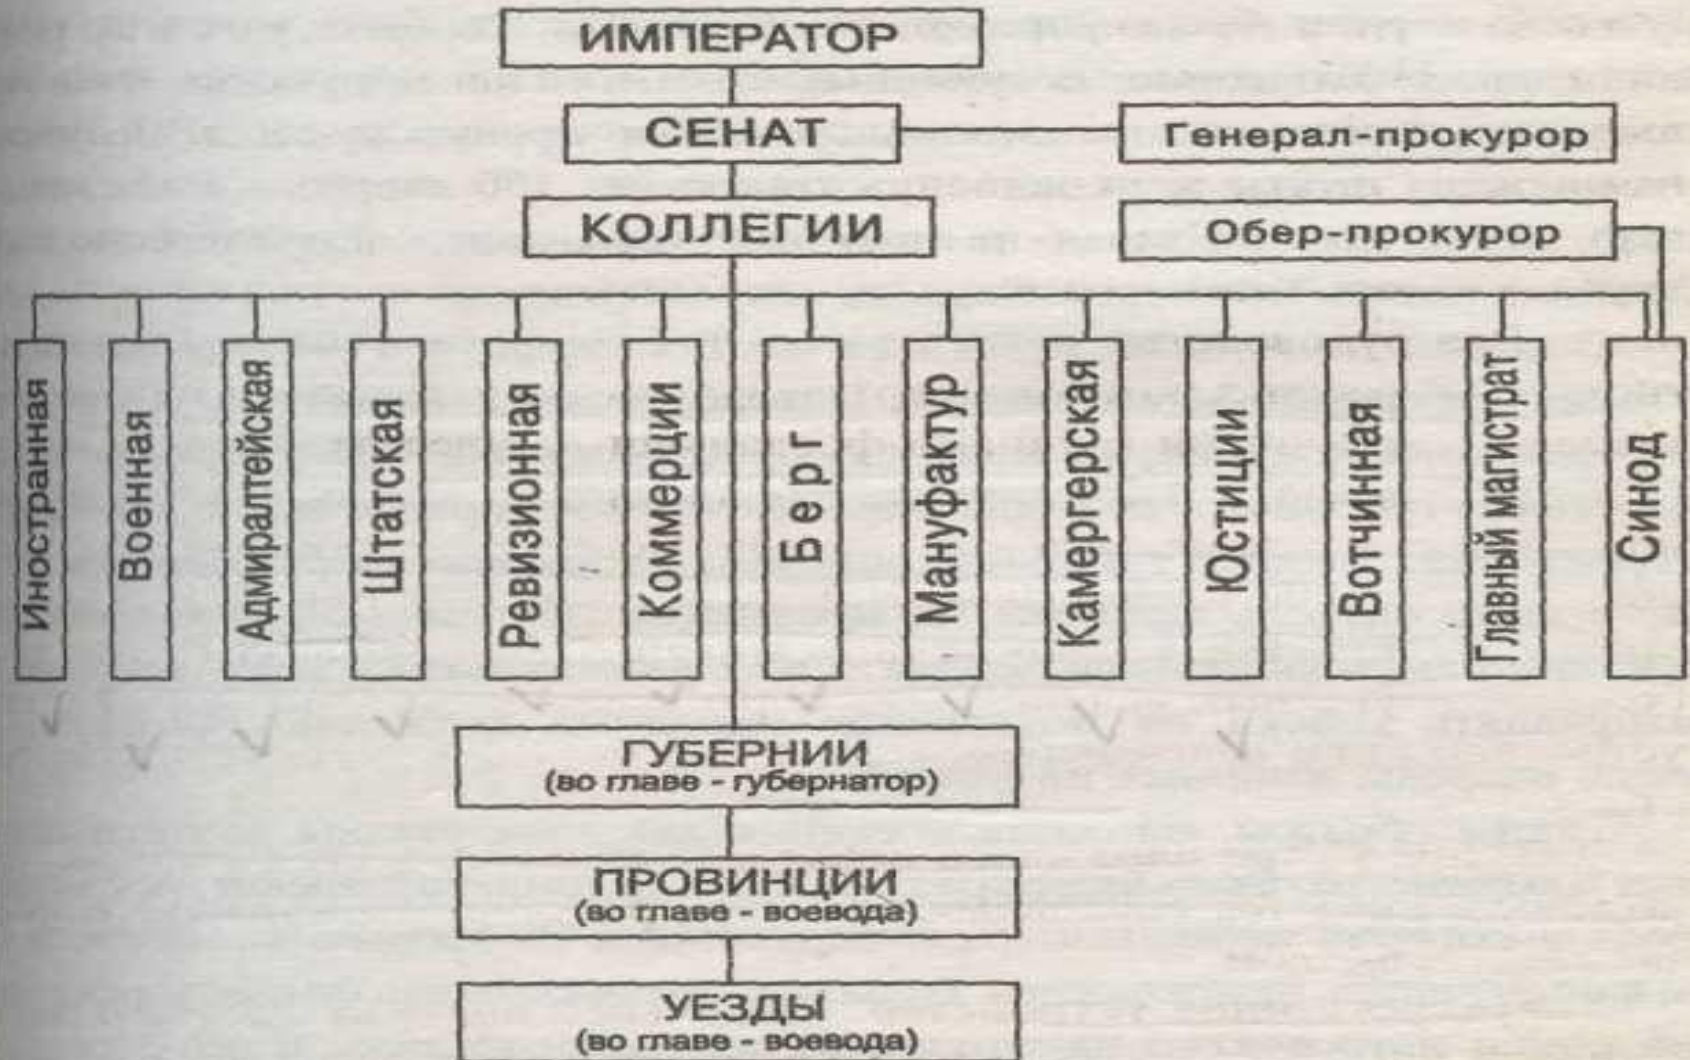 ИМПЕРАТОР
СЕНАТ
Генерал-прокурор
КОЛЛЕГИИ
Обер-прокурор
Иностранная
Военная
Адмиралтейская
Штатская
Ревизионная
Коммерции
Берг
Мануфактур
Камергерская
Юстиции
Вотчинная
Главный магистрат
Синод
ГУБЕРНИИ
(во главе - губернатор)
ПРОВИНЦИИ
(во главе - воевода)
УЕЗДЫ
(во главе - воевода)